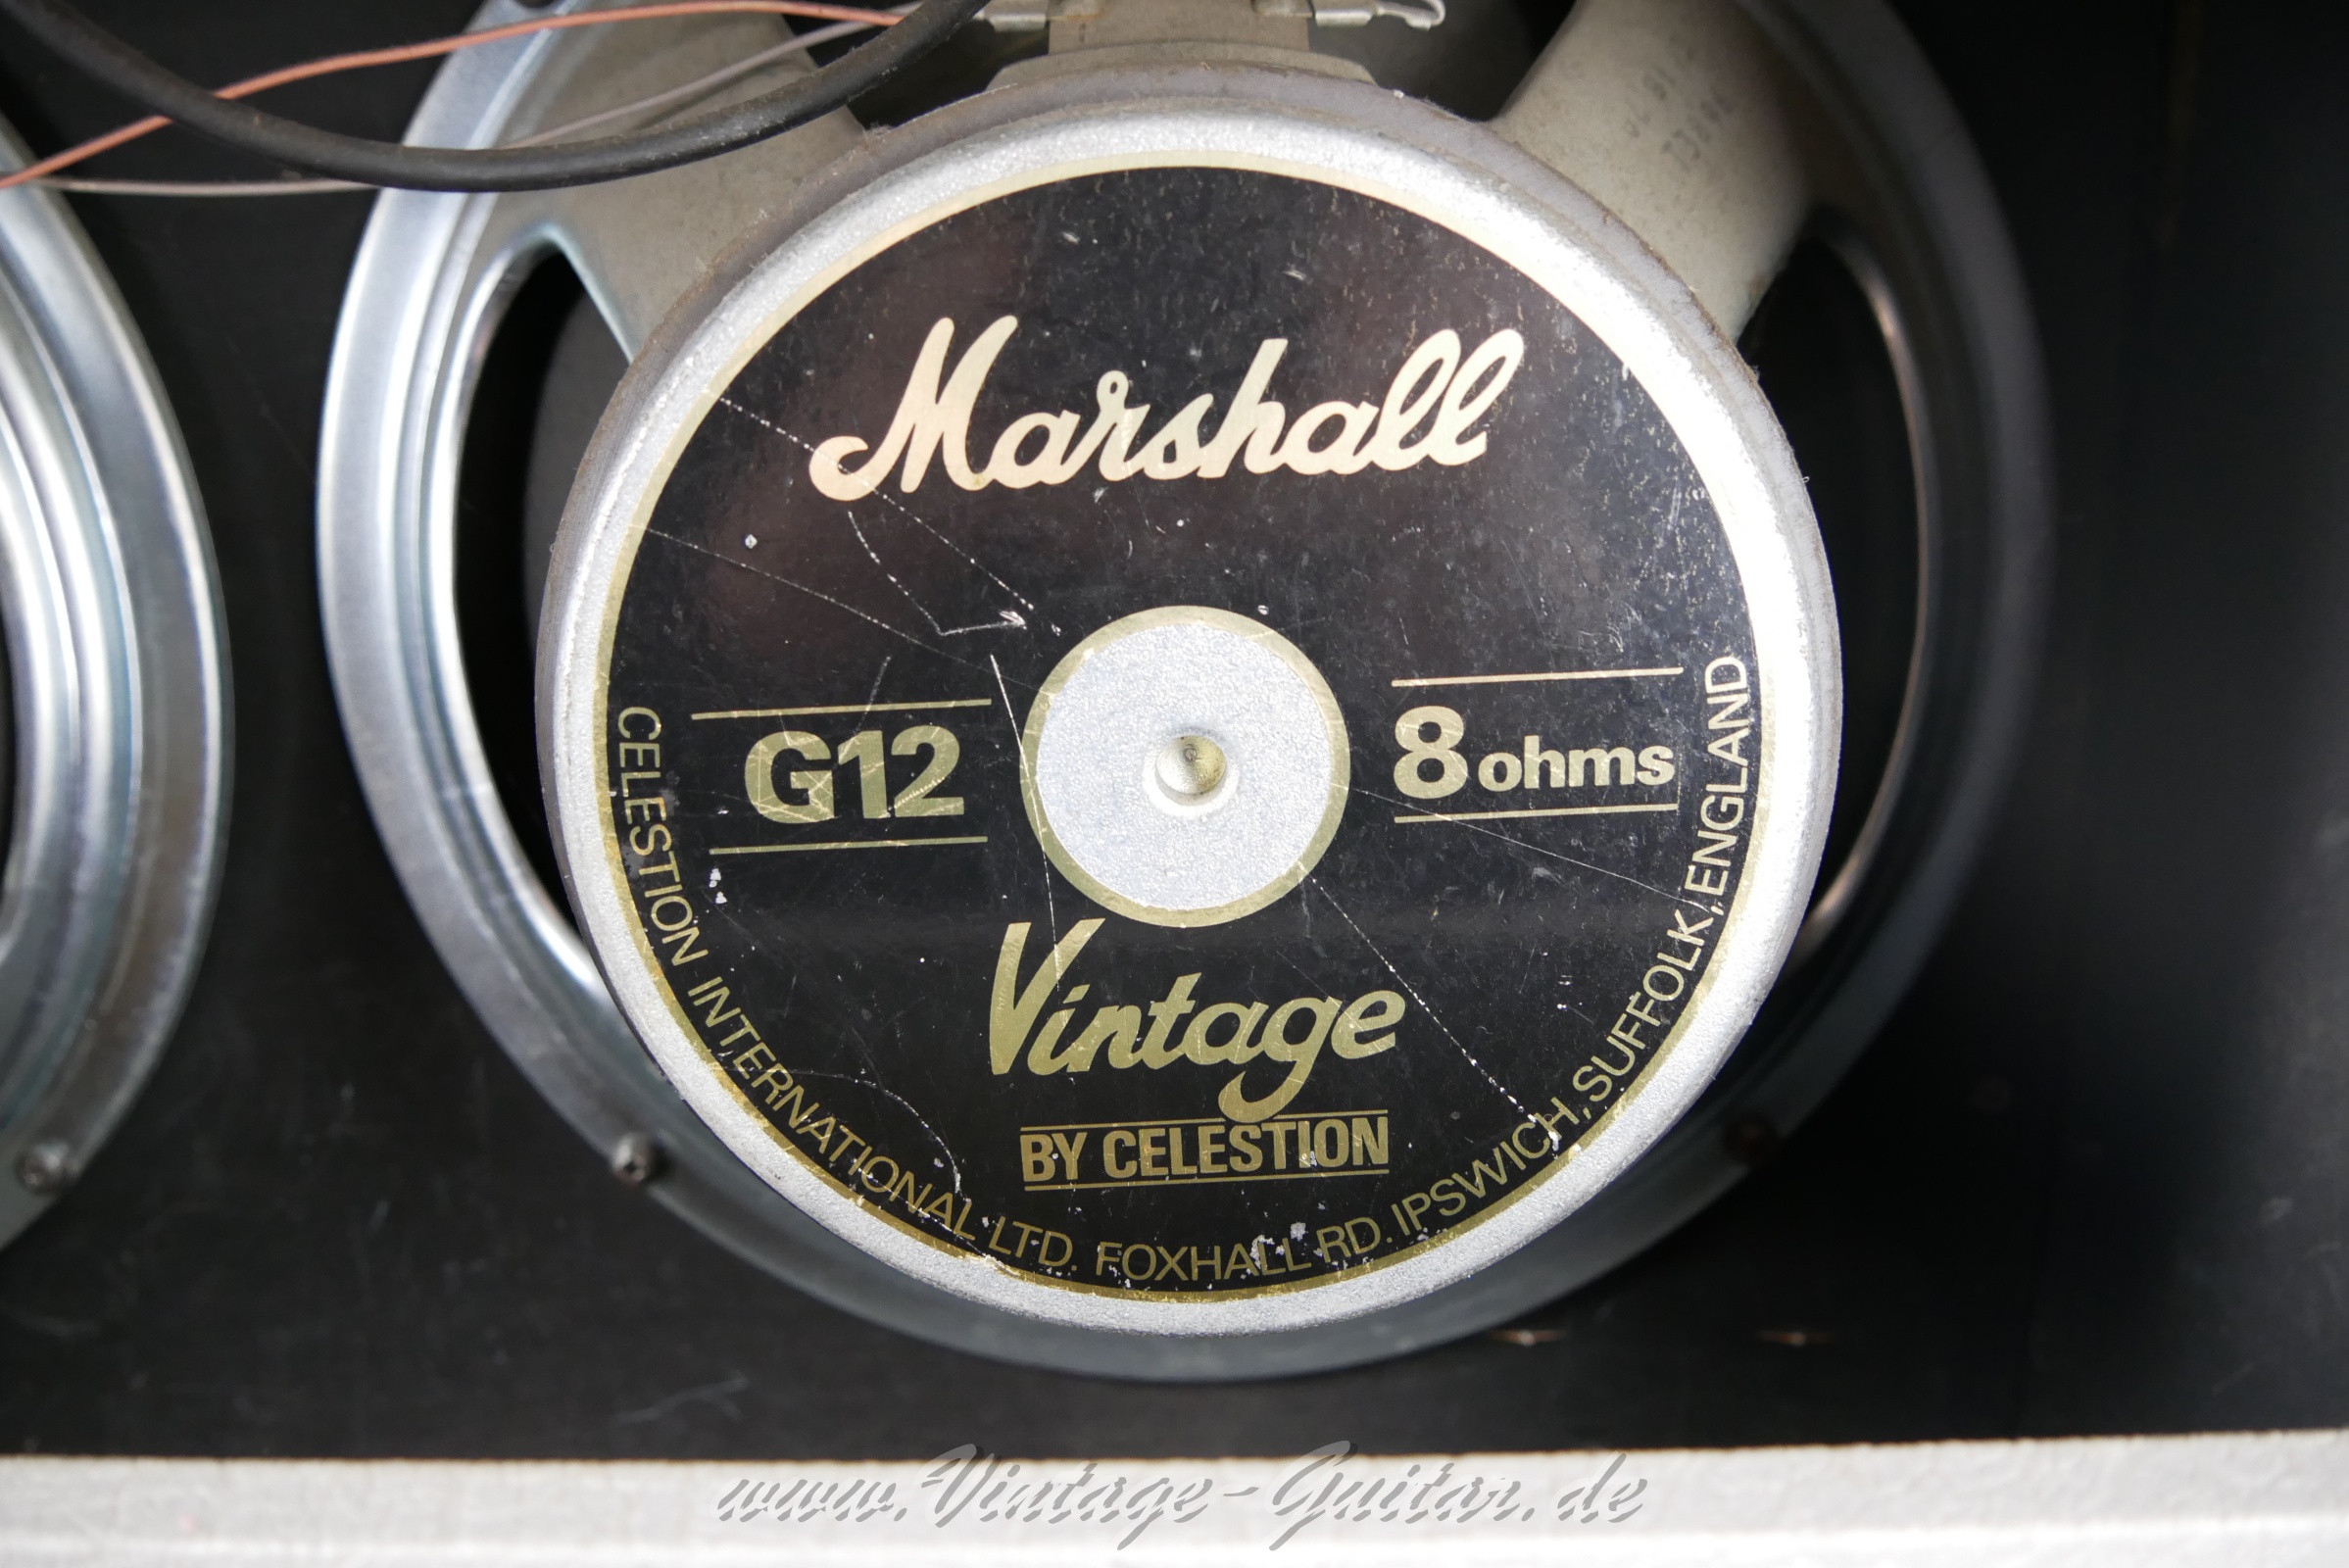 Marshall
G12
8 ohms
Vintage
BY CELESTION
CELESTION INTERNATIONAL LTD. FOXHALL RD. IPSWICH, SUFFOLK, ENGLAND
www.Vintage-Guitar.de